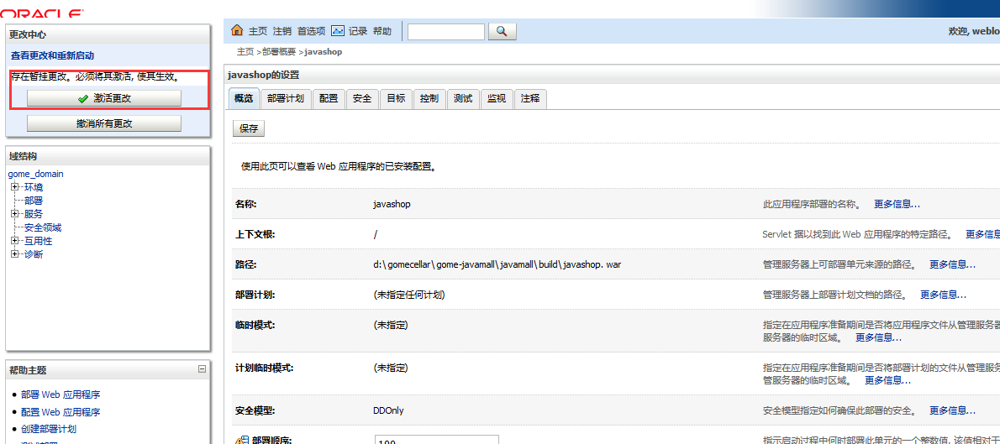 ORACLE
更改中心
查看更改和重新启动
存在暂挂更改。必须将其激活, 使其生效。
激活更改
撤消所有更改
域结构
gome_domain
环境
部署
服务
安全领域
互用性
诊断
帮助主题
部署 Web 应用程序
配置 Web 应用程序
创建部署计划
主页 注销 首选项 记录 帮助
欢迎, weblo
主页 >部署概要 >javashop
javashop的设置
概览 部署计划 配置 安全 目标 控制 测试 监视 注释
保存
使用此页可以查看 Web 应用程序的已安装配置。
名称: javashop 此应用程序部署的名称。 更多信息...
上下文根: / Servlet 据以找到此 Web 应用程序的特定路径。 更多信息
路径: d:\gomecellar\gome-javamall\javamall\build\javashop. war 管理服务器上可部署单元来源的路径。 更多信息...
部署计划: (未指定任何计划) 管理服务器上部署计划文档的路径。 更多信息...
临时模式: (未指定) 指定在应用程序准备期间是否将应用程序文件从管理服务器
服务器的临时区域。 更多信息...
计划临时模式: (未指定) 指定在应用程序准备期间是否将部署计划的文件从管理服务
管服务器的临时区域。 更多信息...
安全模型: DDOnly 安全模型指定如何确保此部署的安全。 更多信息...
部署顺序: 100 指示启动过程中何时部署此单元的一个整数值, 该值相对于